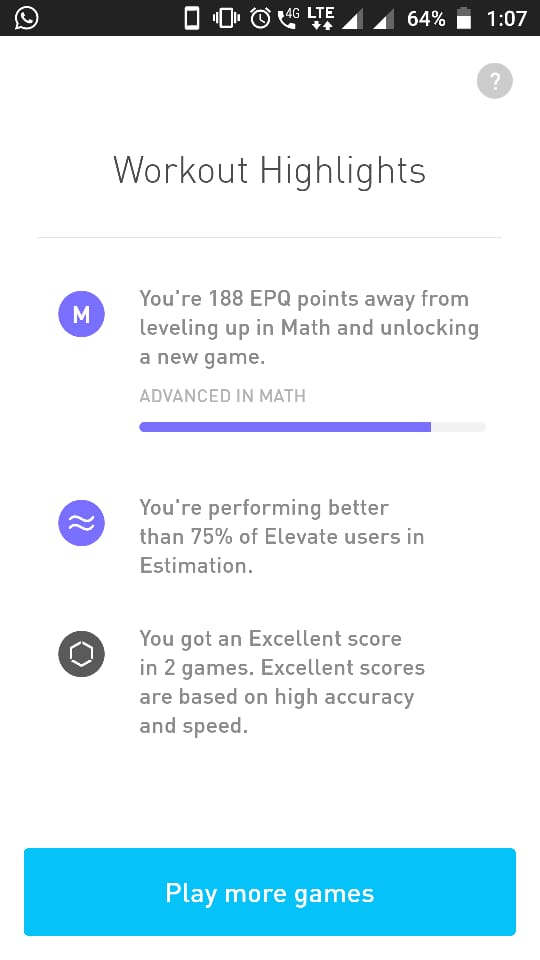 4G LTE 64% 1:07
?
Workout Highlights
M
You're 188 EPQ points away from
leveling up in Math and unlocking
a new game.
ADVANCED IN MATH
You're performing better
than 75% of Elevate users in
Estimation.
You got an Excellent score
in 2 games. Excellent scores
are based on high accuracy
and speed.
Play more games